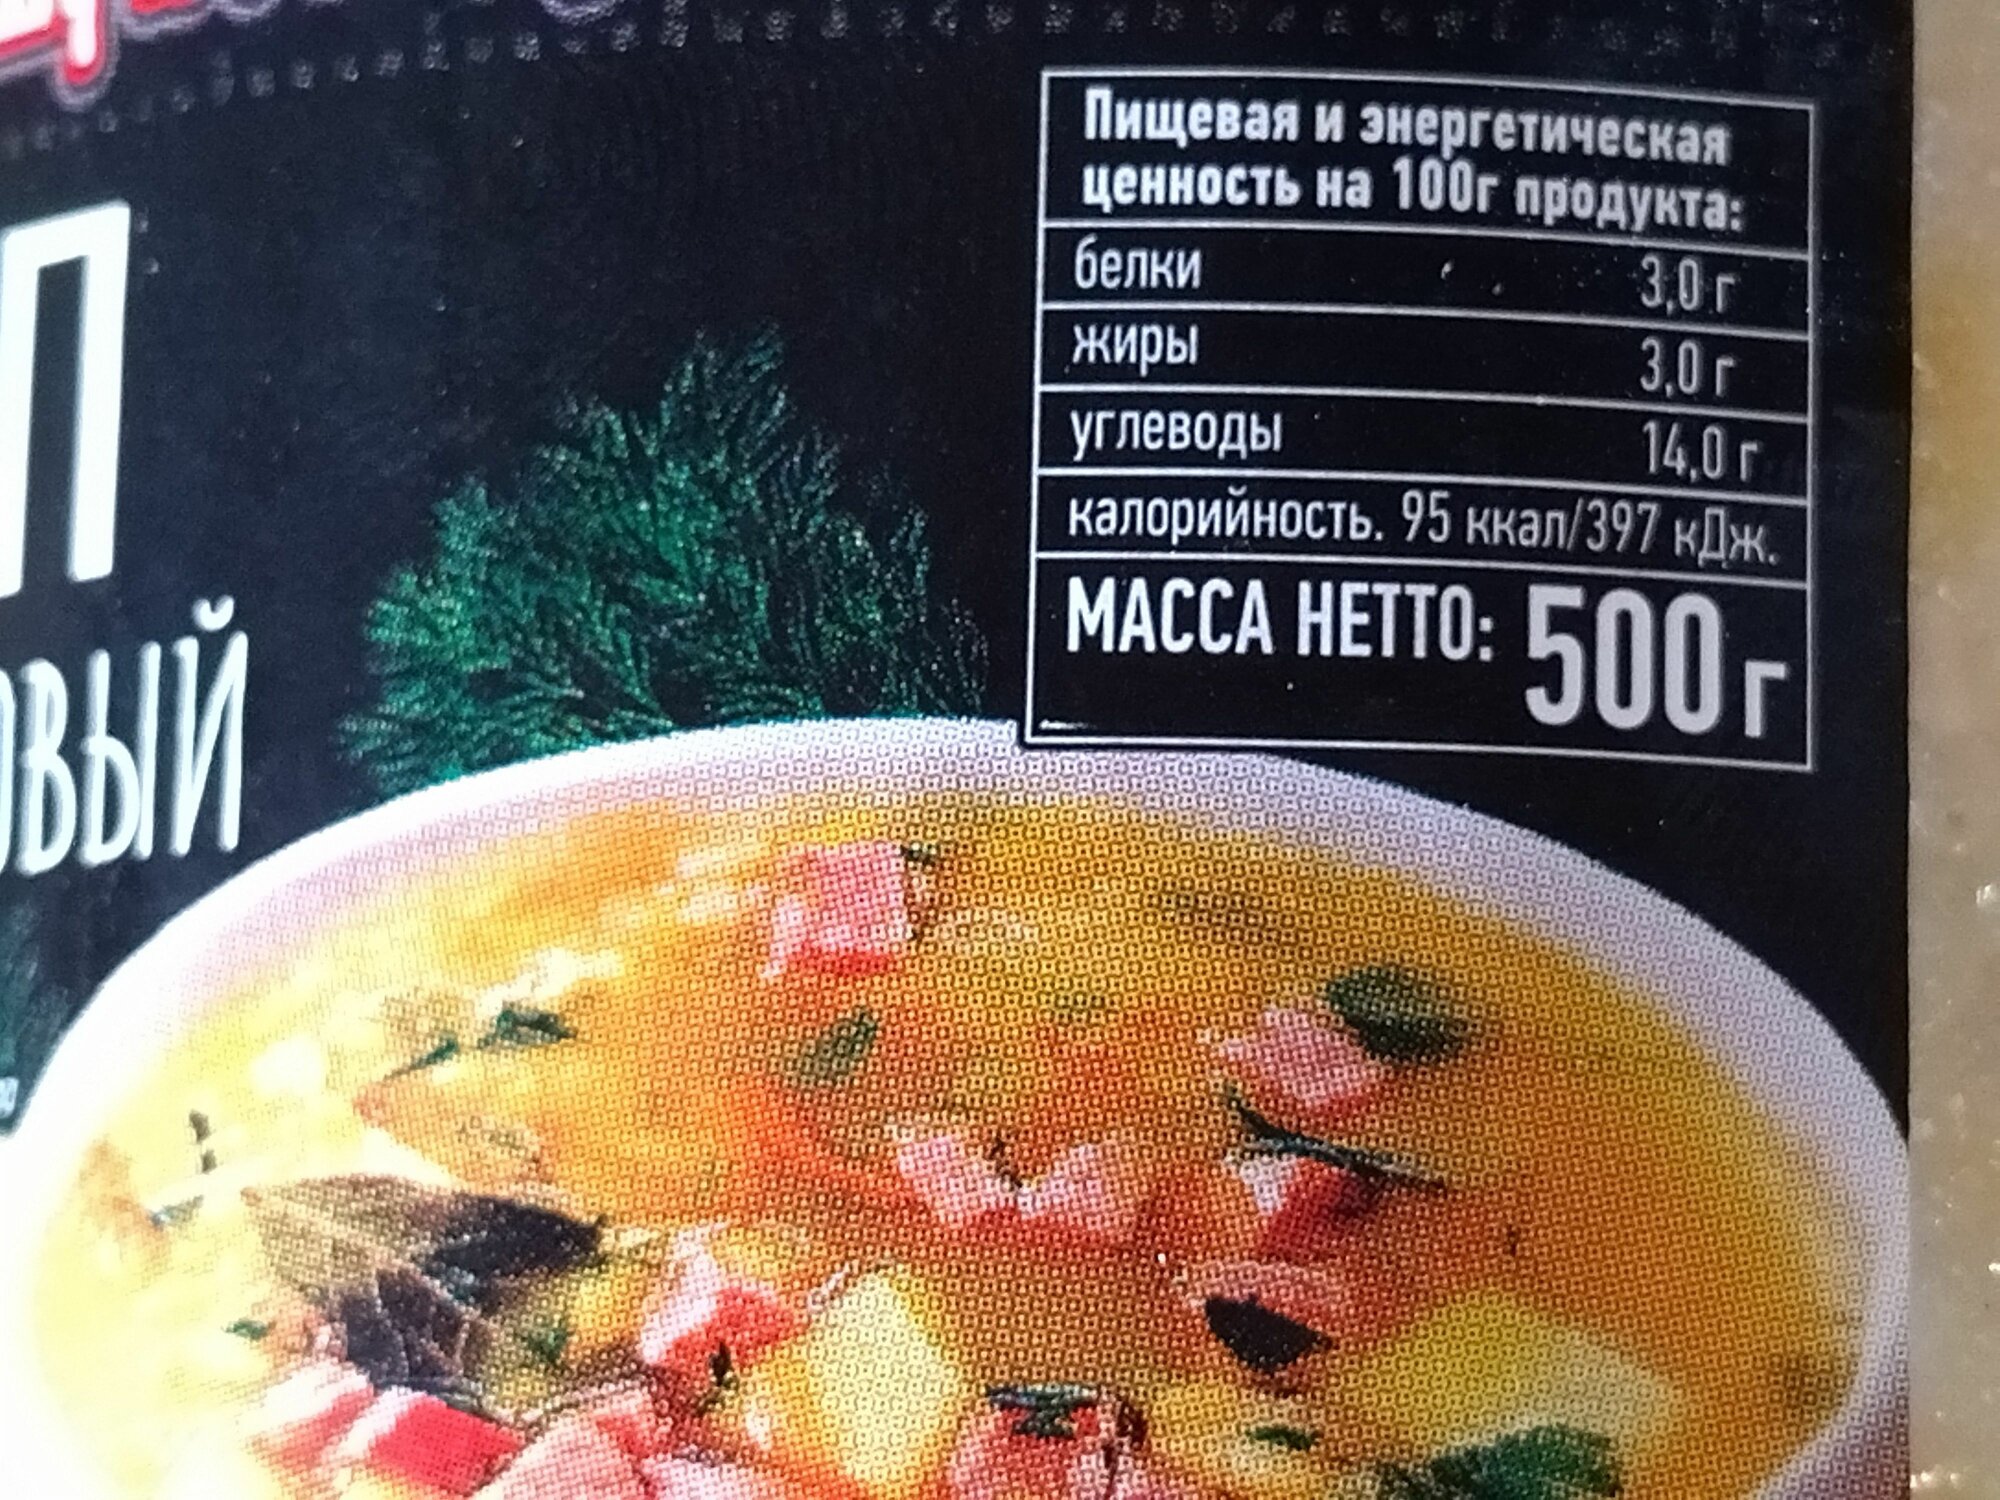 П
овый
Пищевая и энергетическая
ценность на 100г продукта:
белки 3,0 г
жиры 3,0 г
углеводы 14,0 г
калорийность. 95 ккал/397 кДж.
МАССА НЕТТО: 500 г